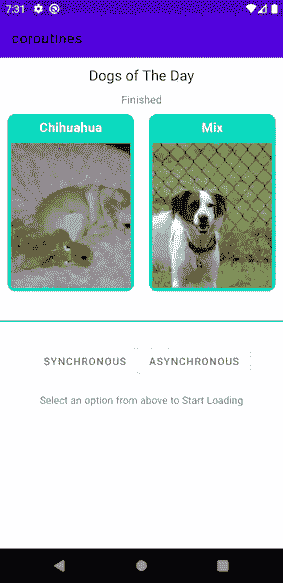 7:31
coroutines
Dogs of The Day
Finished
Chihuahua Mix
SYNCHRONOUS ASYNCHRONOUS
Select an option from above to Start Loading